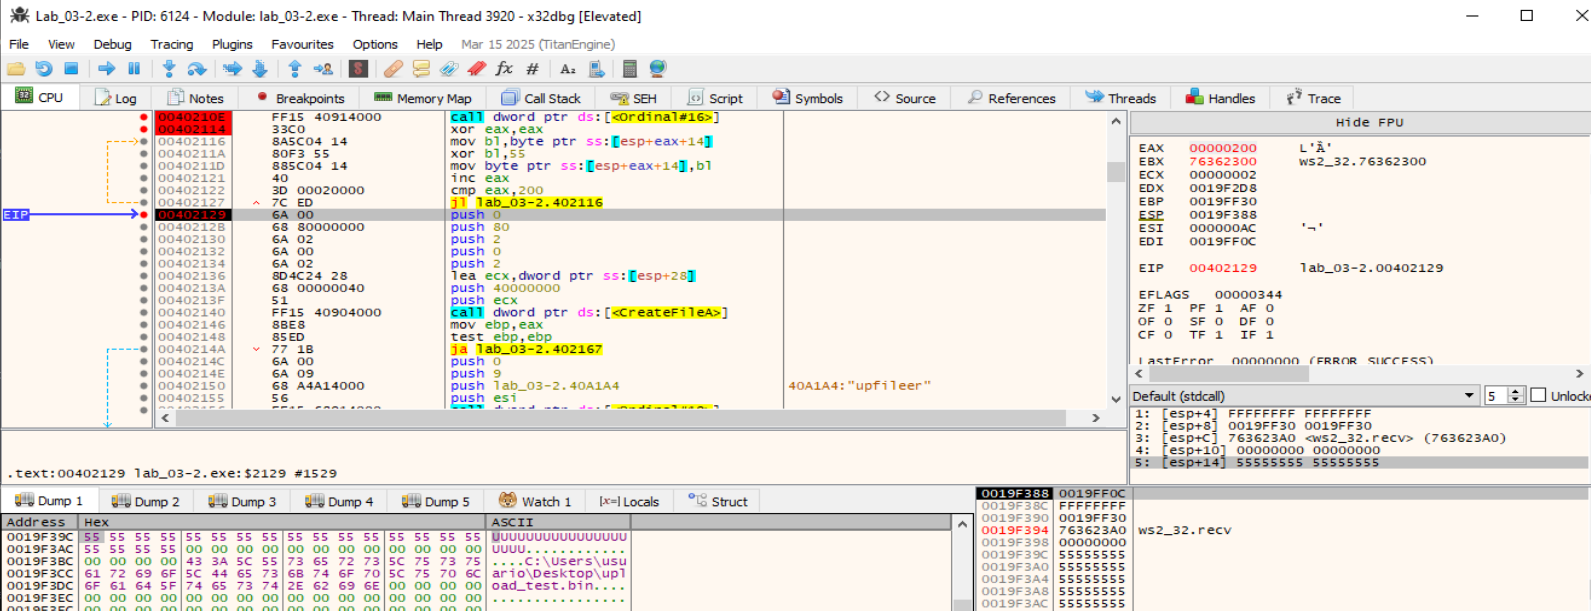 Lab_03-2.exe - PID: 6124 - Module: lab_03-2.exe - Thread: Main Thread 3920 - x32dbg [Elevated]
File View Debug Tracing Plugins Favourites Options Help Mar 15 2025 (TitanEngine)
CPU Log Notes Breakpoints Memory Map Call Stack SEH Script Symbols Source References Threads Handles Trace
0040210E FF15 40914000 call dword ptr ds:[<Ordinal#16>]
00402114 33C0 xor eax,eax
00402116 8A5C04 14 mov bl,byte ptr ss:[esp+eax+14]
0040211A 80F3 55 xor bl,55
0040211D 885C04 14 mov byte ptr ss:[esp+eax+14],bl
00402121 40 inc eax
00402122 3D 00020000 cmp eax,200
00402127 7C ED jl lab_03-2.402116
EIP 00402129 6A 00 push 0
0040212B 68 80000000 push 80
00402130 6A 02 push 2
00402132 6A 00 push 0
00402134 6A 02 push 2
00402136 8D4C24 28 lea ecx,dword ptr ss:[esp+28]
0040213A 68 00000040 push 40000000
0040213F 51 push ecx
00402140 FF15 40904000 call dword ptr ds:[<CreateFileA>]
00402146 8BE8 mov ebp,eax
00402148 85ED test ebp,ebp
0040214A 77 1B ja lab_03-2.402167
0040214C 6A 00 push 0
0040214E 6A 09 push 9
00402150 68 A4A14000 push lab_03-2.40A1A4 40A1A4:"upfileer"
00402155 56 push esi
.text:00402129 lab_03-2.exe:$2129 #1529
Hide FPU
EAX 00000200 L'Ȁ'
EBX 76362300 ws2_32.76362300
ECX 00000002
EDX 0019F2D8
EBP 0019FF30
ESP 0019F388
ESI 000000AC '¬'
EDI 0019FF0C
EIP 00402129 lab_03-2.00402129
EFLAGS 00000344
ZF 1 PF 1 AF 0
OF 0 SF 0 DF 0
CF 0 TF 1 IF 1
LastError 00000000 (ERROR_SUCCESS)
Default (stdcall) 5 Unlocke
1: [esp+4] FFFFFFFF FFFFFFFF
2: [esp+8] 0019FF30 0019FF30
3: [esp+C] 763623A0 <ws2_32.recv> (763623A0)
4: [esp+10] 00000000 00000000
5: [esp+14] 55555555 55555555
Dump 1 Dump 2 Dump 3 Dump 4 Dump 5 Watch 1 [x=] Locals Struct
Address Hex ASCII
0019F39C 55 55 55 55 55 55 55 55 55 55 55 55 55 55 55 55 UUUUUUUUUUUUUUUU
0019F3AC 55 55 55 55 00 00 00 00 00 00 00 00 00 00 00 00 UUUU............
0019F3BC 00 00 00 00 43 3A 5C 55 73 65 72 73 5C 75 73 75 ....C:\Users\usu
0019F3CC 61 72 69 6F 5C 44 65 73 6B 74 6F 70 5C 75 70 6C ario\Desktop\upl
0019F3DC 6F 61 64 5F 74 65 73 74 2E 62 69 6E 00 00 00 00 oad_test.bin....
0019F3EC 00 00 00 00 00 00 00 00 00 00 00 00 00 00 00 00 ................
0019F388 0019FF0C
0019F38C FFFFFFFF
0019F390 0019FF30
0019F394 763623A0 ws2_32.recv
0019F398 00000000
0019F39C 55555555
0019F3A0 55555555
0019F3A4 55555555
0019F3A8 55555555
0019F3AC 55555555